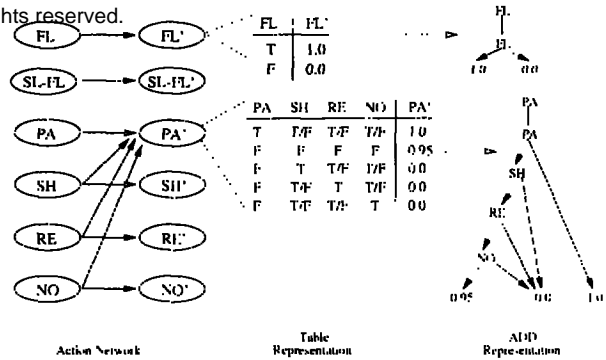 hts reserved.
FL FL'
SL-FL SL-FL'
PA PA'
SH SH'
RE RE'
NO NO'
Action Network
FL FL'
T 1.0
F 0.0
PA SH RE NO PA'
T T/F T/F T/F 1.0
F F F F 0.95
F T T/F T/F 0.0
F T/F T T/F 0.0
F T/F T/F T 0.0
Table
Representation
FL
FL
1.0 0.0
PA
PA
SH
RE
NO
0.95 0.0 1.0
ADD
Representation